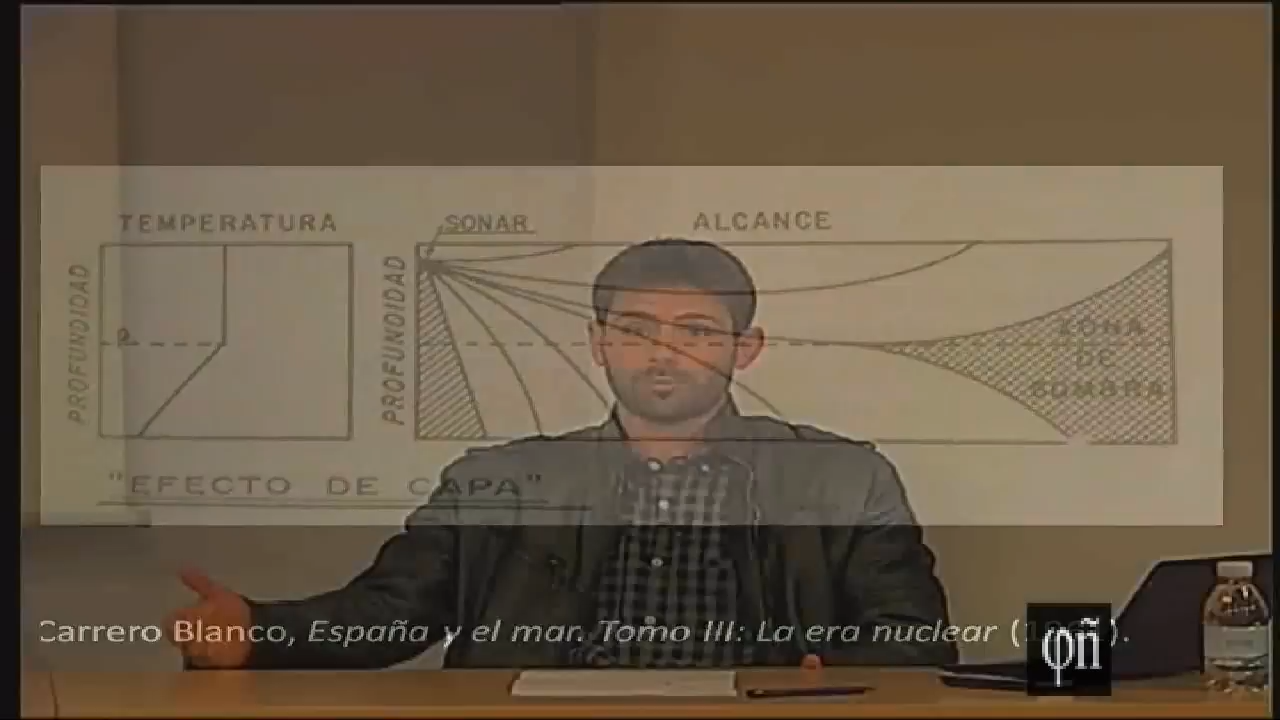 TEMPERATURA
SONAR
ALCANCE
PROFUNDIDAD
PROFUNDIDAD
ZONA
DE
SOMBRA
"EFECTO DE CAPA"
Carrero Blanco, España y el mar. Tomo III: La era nuclear
φñ